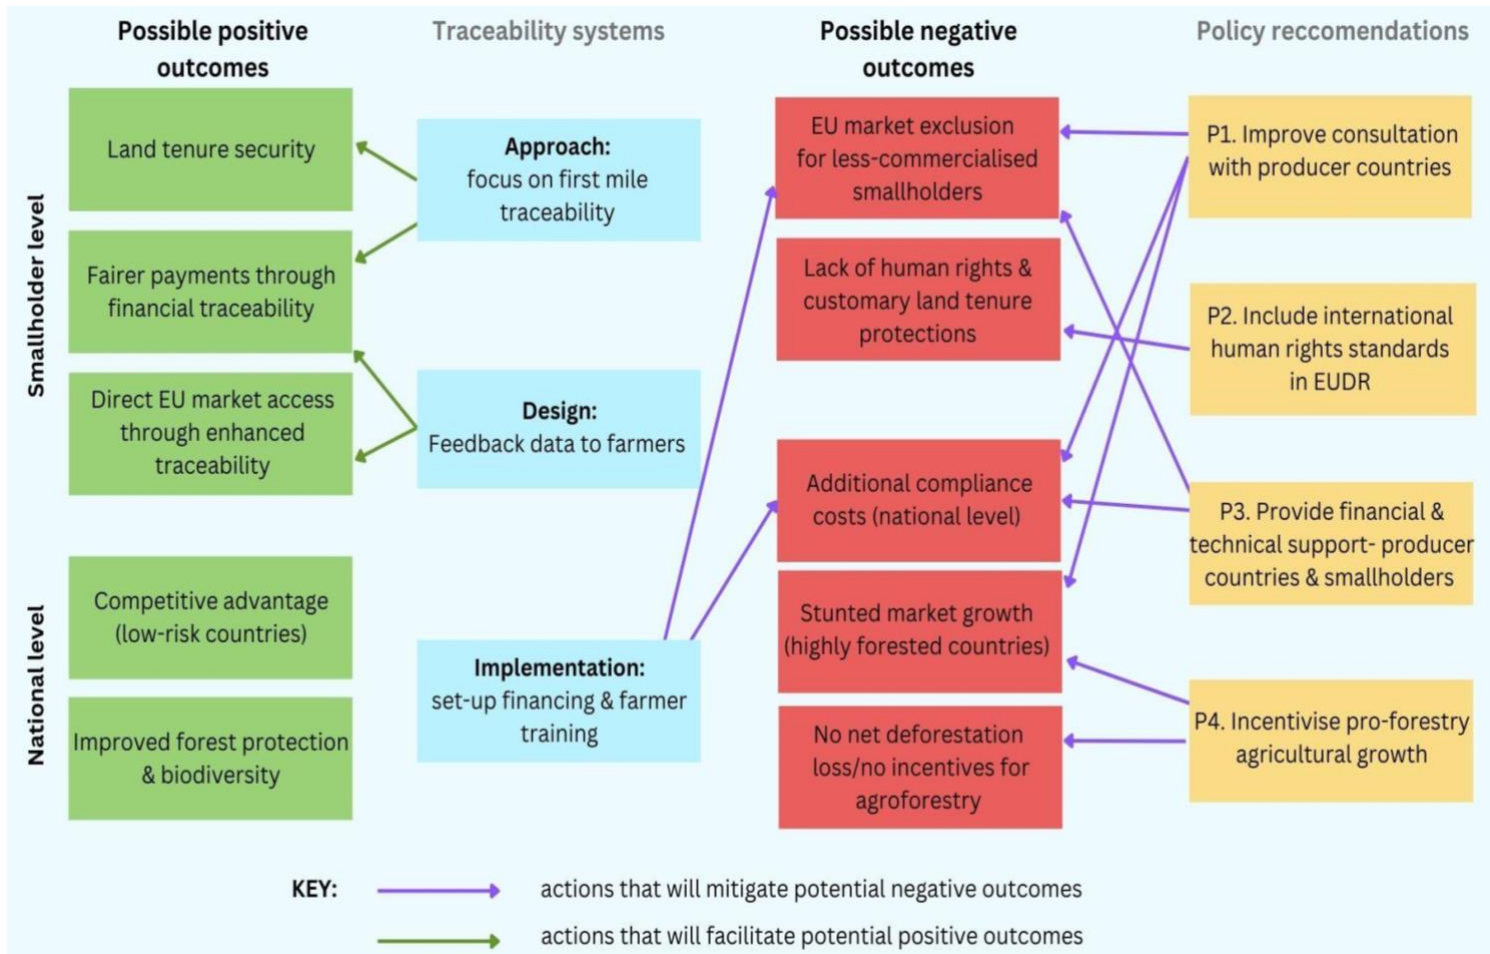 Possible positive
outcomes
Traceability systems
Possible negative
outcomes
Policy reccomendations
Smallholder level
National level
Land tenure security
Fairer payments through
financial traceability
Direct EU market access
through enhanced
traceability
Competitive advantage
(low-risk countries)
Improved forest protection
& biodiversity
Approach:
focus on first mile
traceability
Design:
Feedback data to farmers
Implementation:
set-up financing & farmer
training
EU market exclusion
for less-commercialised
smallholders
Lack of human rights &
customary land tenure
protections
Additional compliance
costs (national level)
Stunted market growth
(highly forested countries)
No net deforestation
loss/no incentives for
agroforestry
P1. Improve consultation
with producer countries
P2. Include international
human rights standards
in EUDR
P3. Provide financial &
technical support- producer
countries & smallholders
P4. Incentivise pro-forestry
agricultural growth
KEY:
actions that will mitigate potential negative outcomes
actions that will facilitate potential positive outcomes